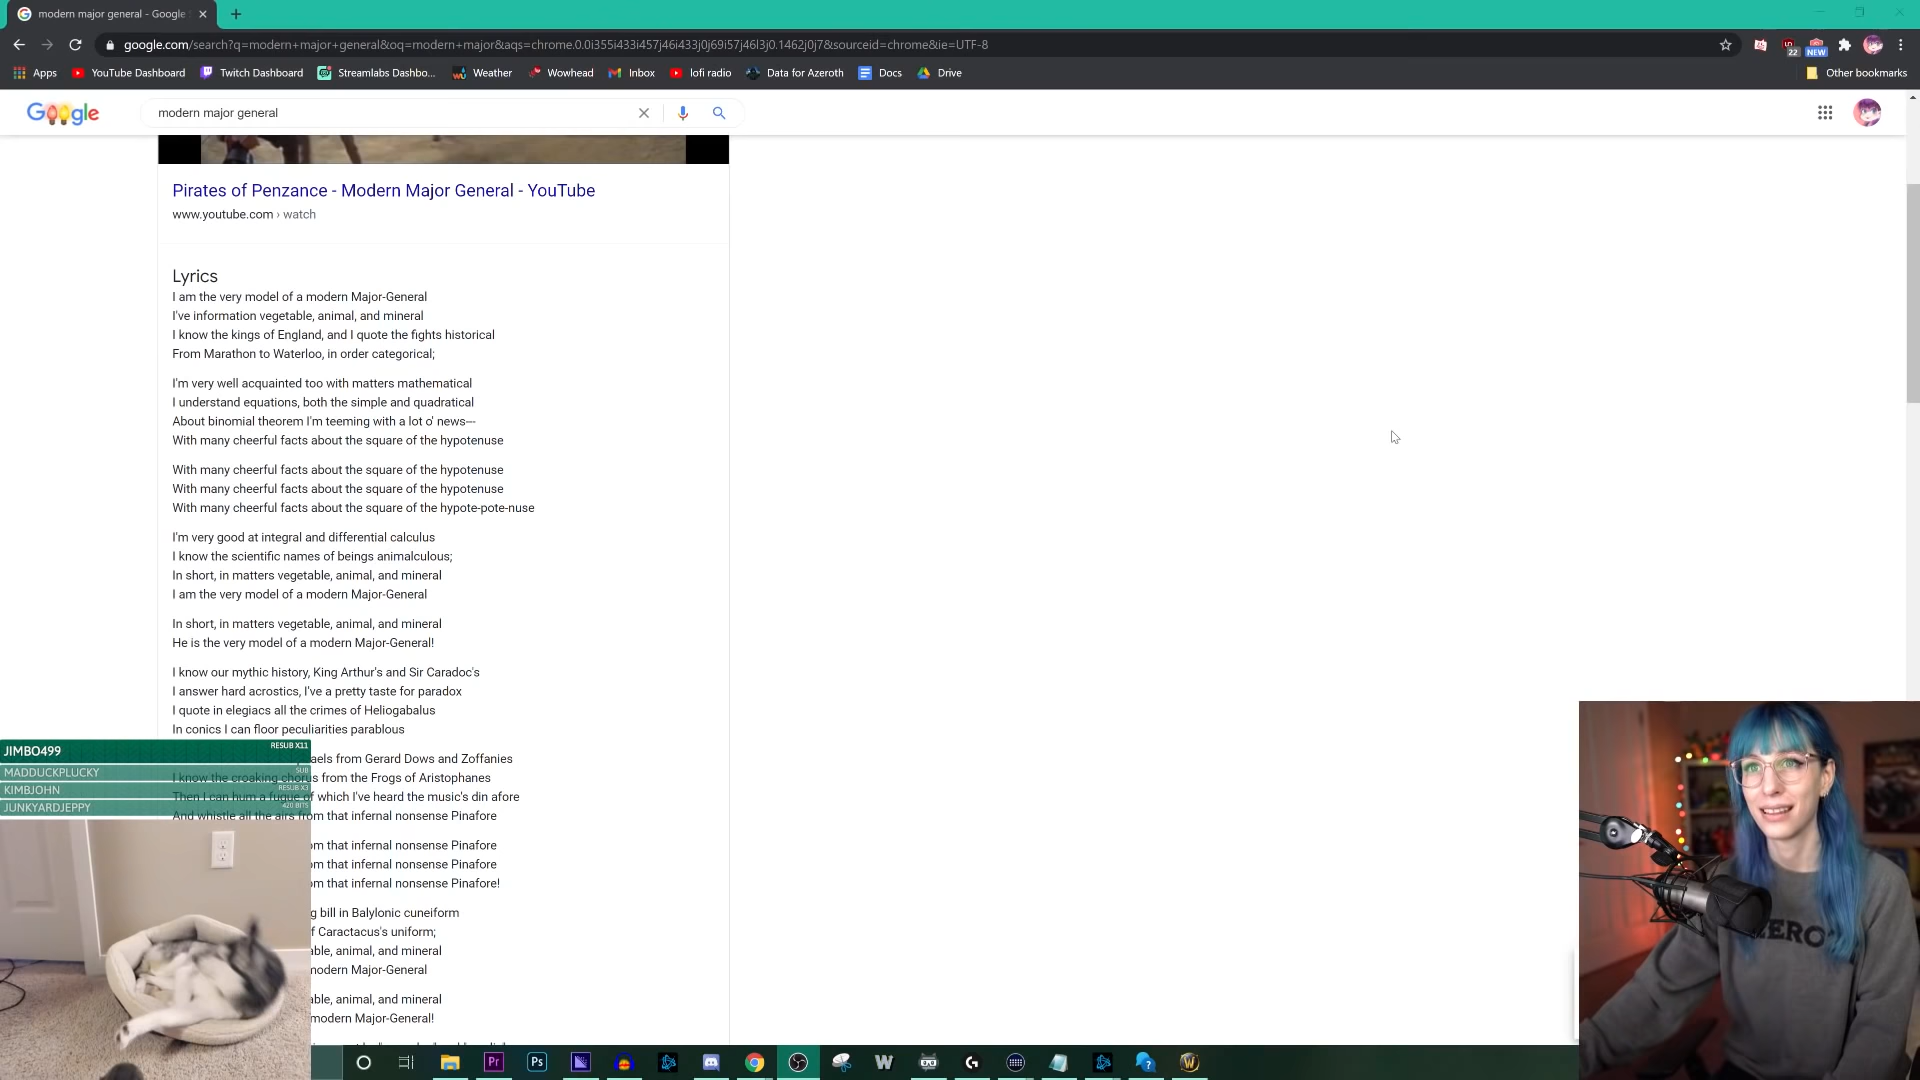 modern major general - Google
google.com/search?q=modern+major+general&oq=modern+major&aqs=chrome.0.0i355i433i457j46i433j0j69i57j46l3j0.1462j0j7&sourceid=chrome&ie=UTF-8
22
NEW
Apps
YouTube Dashboard
Twitch Dashboard
Streamlabs Dashbo...
Weather
Wowhead
Inbox
lofi radio
Data for Azeroth
Docs
Drive
Other bookmarks
Google
modern major general
Pirates of Penzance - Modern Major General - YouTube
www.youtube.com › watch
Lyrics
I am the very model of a modern Major-General
I've information vegetable, animal, and mineral
I know the kings of England, and I quote the fights historical
From Marathon to Waterloo, in order categorical;
I'm very well acquainted too with matters mathematical
I understand equations, both the simple and quadratical
About binomial theorem I'm teeming with a lot o' news—-
With many cheerful facts about the square of the hypotenuse
With many cheerful facts about the square of the hypotenuse
With many cheerful facts about the square of the hypotenuse
With many cheerful facts about the square of the hypote-pote-nuse
I'm very good at integral and differential calculus
I know the scientific names of beings animalculous;
In short, in matters vegetable, animal, and mineral
I am the very model of a modern Major-General
In short, in matters vegetable, animal, and mineral
He is the very model of a modern Major-General!
I know our mythic history, King Arthur's and Sir Caradoc's
I answer hard acrostics, I've a pretty taste for paradox
I quote in elegiacs all the crimes of Heliogabalus
In conics I can floor peculiarities parablous
aels from Gerard Dows and Zoffanies
I know the croaking chorus from the Frogs of Aristophanes
Then I can hum a fugue of which I've heard the music's din afore
And whistle all the airs from that infernal nonsense Pinafore
om that infernal nonsense Pinafore
om that infernal nonsense Pinafore
om that infernal nonsense Pinafore!
g bill in Balylonic cuneiform
f Caractacus's uniform;
able, animal, and mineral
modern Major-General
able, animal, and mineral
modern Major-General!
JIMBO499 RESUB X11
MADDUCKPLUCKY SUB
KIMBJOHN RESUB X3
JUNKYARDJEPPY 420 BITS
ZERO
Pr
Ps
W
G
W